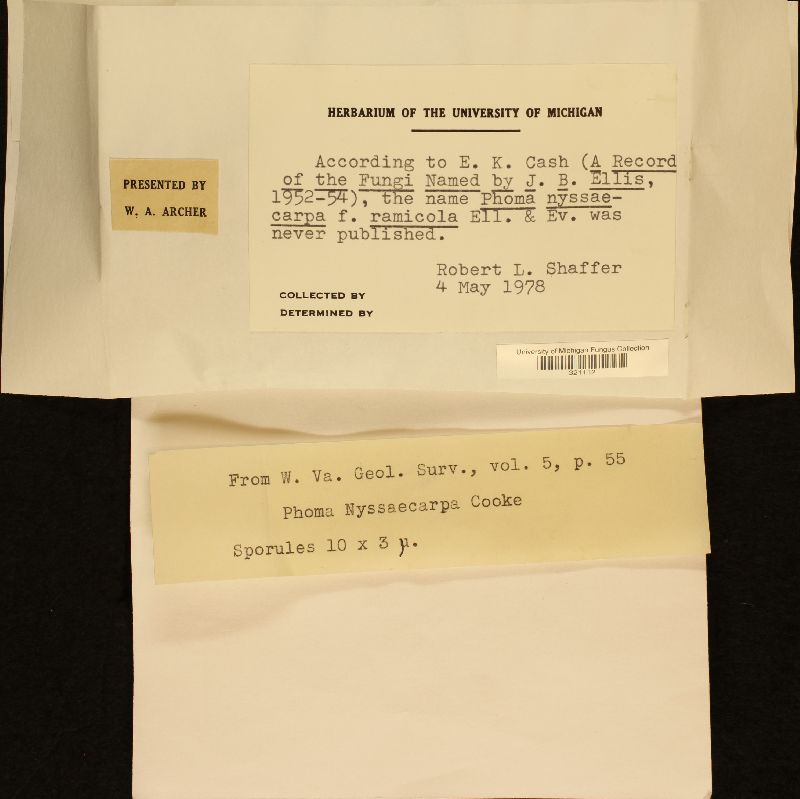 HERBARIUM OF THE UNIVERSITY OF MICHIGAN
According to E. K. Cash (A Record
of the Fungi Named by J. B. Ellis,
1952-54), the name Phoma nyssae-
carpa f. ramicola Ell. & Ev. was
never published.
Robert L. Shaffer
4 May 1978
COLLECTED BY
DETERMINED BY
PRESENTED BY
W. A. ARCHER
University of Michigan Fungus Collection
From W. Va. Geol. Surv., vol. 5, p. 55
Phoma Nyssaecarpa Cooke
Sporules 10 x 3 µ.